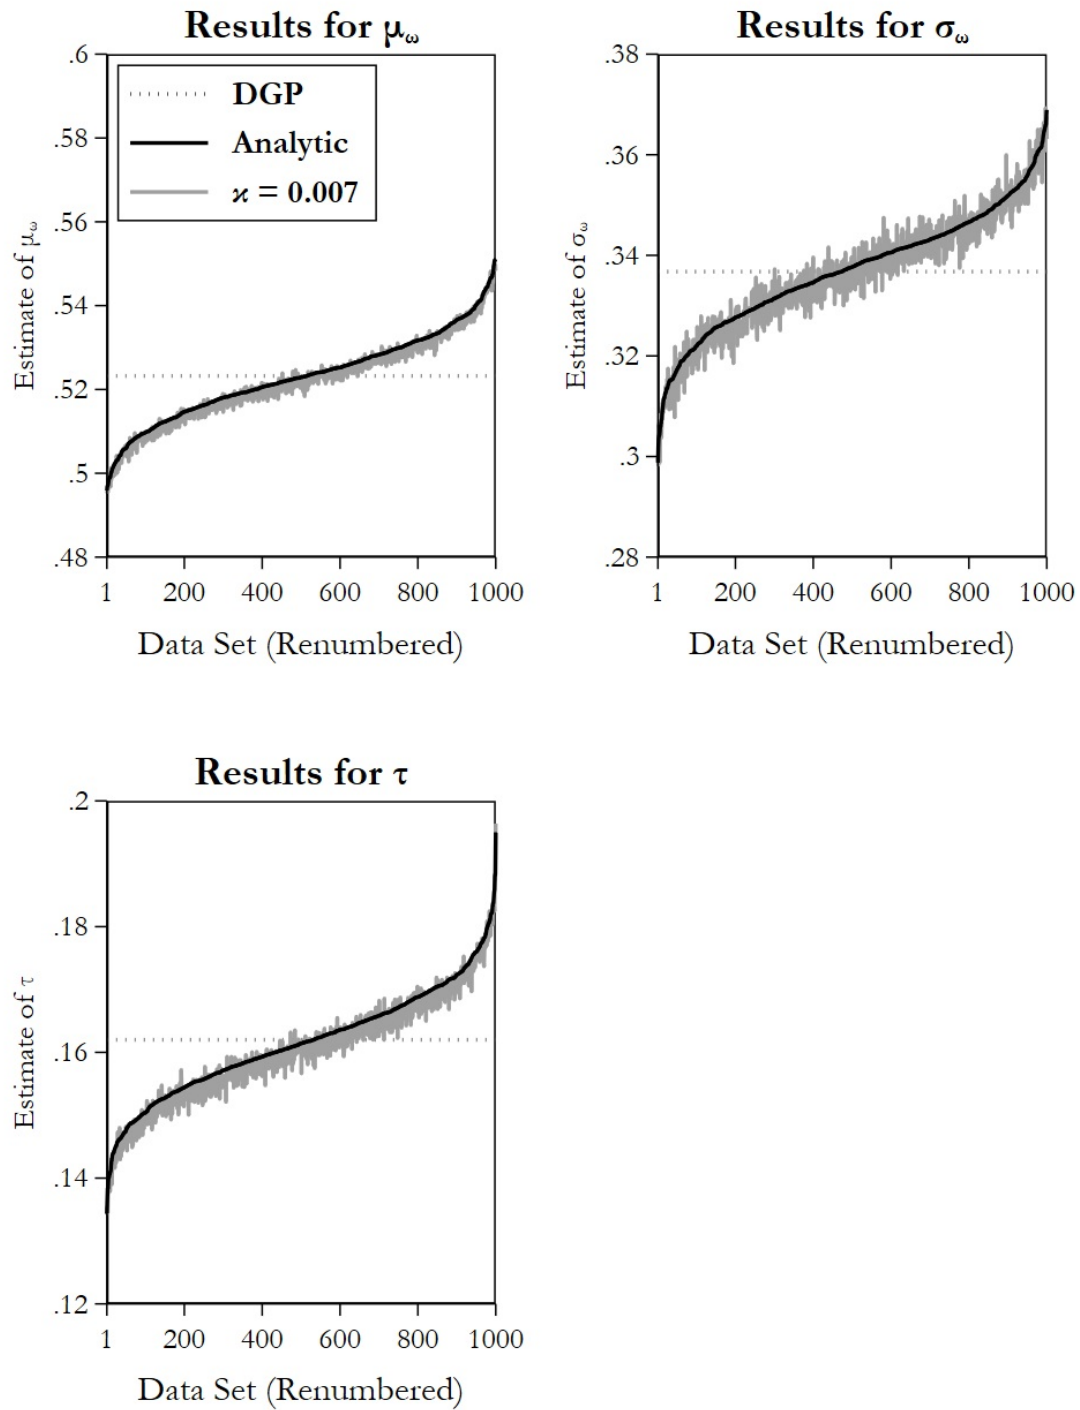 Results for μω
.6
.58
.56
.54
.52
.5
.48
Estimate of μω
DGP
Analytic
ϰ = 0.007
1 200 400 600 800 1000
Data Set (Renumbered)
Results for σω
.38
.36
.34
.32
.3
.28
Estimate of σω
1 200 400 600 800 1000
Data Set (Renumbered)
Results for τ
.2
.18
.16
.14
.12
Estimate of τ
1 200 400 600 800 1000
Data Set (Renumbered)